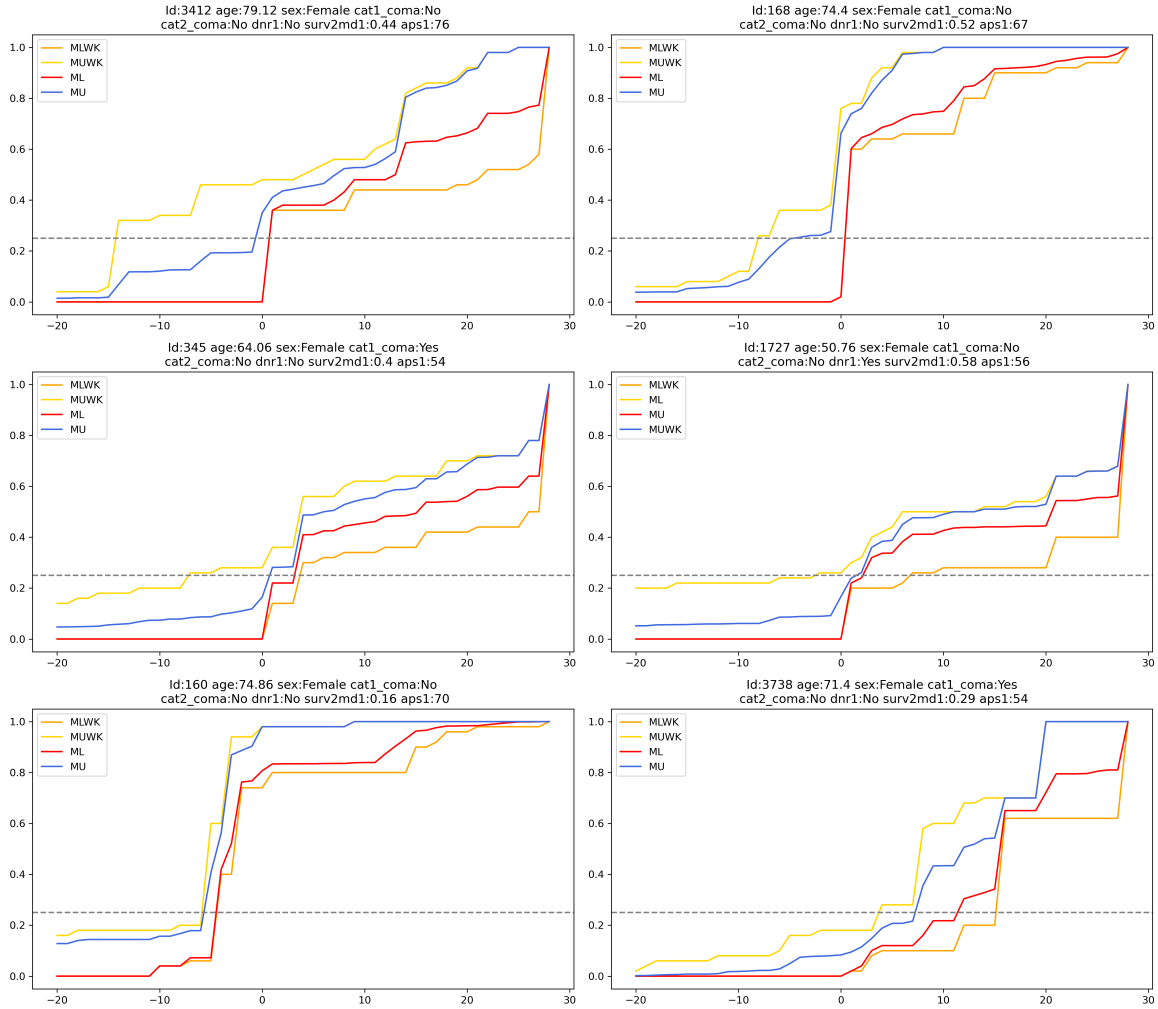 Id:3412 age:79.12 sex:Female cat1_coma:No
cat2_coma:No dnr1:No surv2md1:0.44 aps1:76
MLWK
MUWK
ML
MU
1.0
0.8
0.6
0.4
0.2
0.0
−20 −10 0 10 20 30
Id:168 age:74.4 sex:Female cat1_coma:No
cat2_coma:No dnr1:No surv2md1:0.52 aps1:67
MLWK
MUWK
ML
MU
1.0
0.8
0.6
0.4
0.2
0.0
−20 −10 0 10 20 30
Id:345 age:64.06 sex:Female cat1_coma:Yes
cat2_coma:No dnr1:No surv2md1:0.4 aps1:54
MLWK
MUWK
ML
MU
1.0
0.8
0.6
0.4
0.2
0.0
−20 −10 0 10 20 30
Id:1727 age:50.76 sex:Female cat1_coma:No
cat2_coma:No dnr1:Yes surv2md1:0.58 aps1:56
MLWK
ML
MU
MUWK
1.0
0.8
0.6
0.4
0.2
0.0
−20 −10 0 10 20 30
Id:160 age:74.86 sex:Female cat1_coma:No
cat2_coma:No dnr1:No surv2md1:0.16 aps1:70
MLWK
MUWK
ML
MU
1.0
0.8
0.6
0.4
0.2
0.0
−20 −10 0 10 20 30
Id:3738 age:71.4 sex:Female cat1_coma:Yes
cat2_coma:No dnr1:No surv2md1:0.29 aps1:54
MLWK
MUWK
ML
MU
1.0
0.8
0.6
0.4
0.2
0.0
−20 −10 0 10 20 30